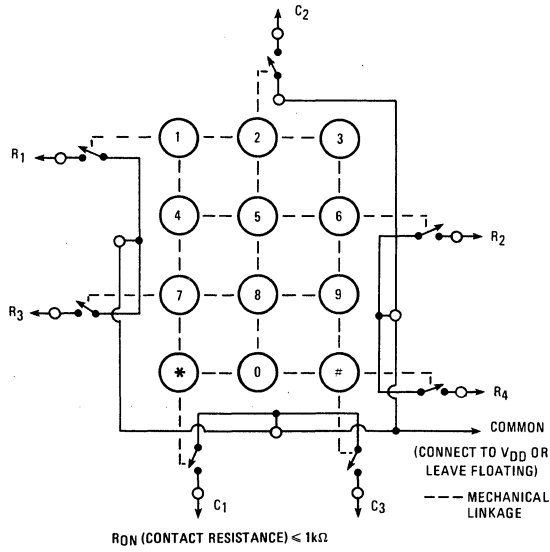 C2
1 2 3
R1
4 5 6
R2
R3
7 8 9
* 0 #
R4
COMMON
(CONNECT TO VDD OR
LEAVE FLOATING)
C1
C3
--- MECHANICAL
LINKAGE
RON (CONTACT RESISTANCE) ≤ 1kΩ